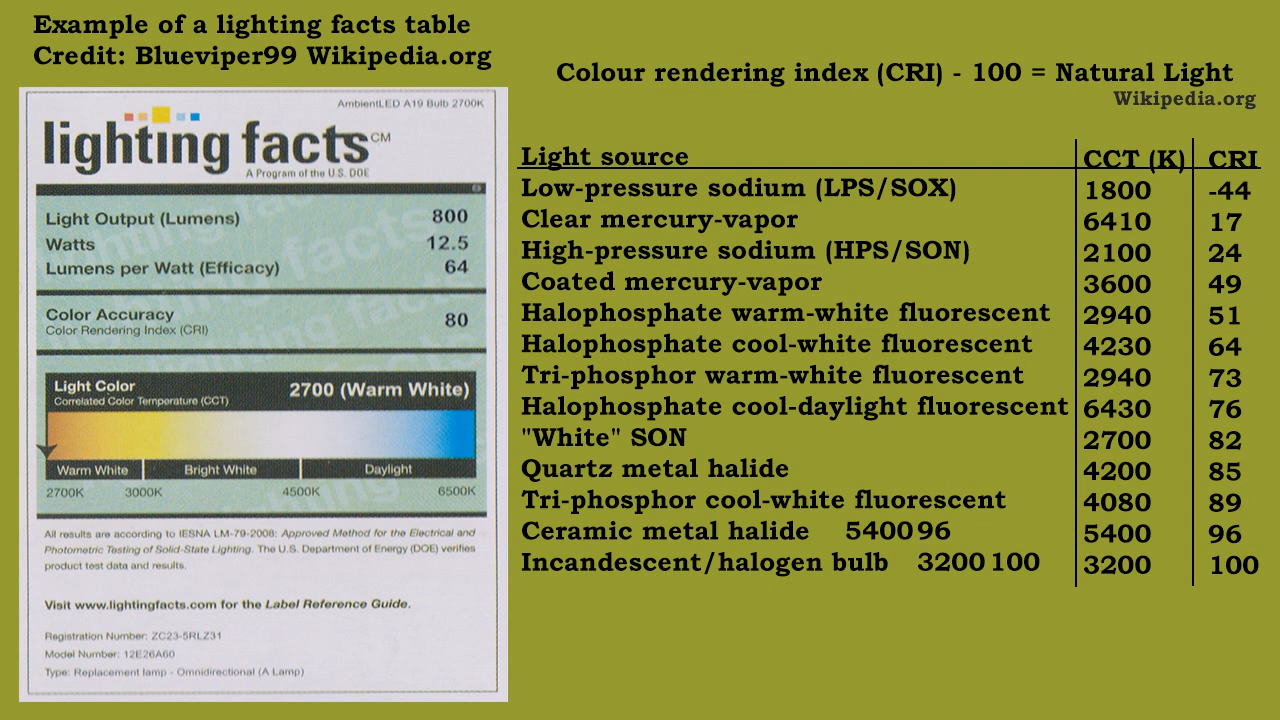 Example of a lighting facts table
Credit: Blueviper99 Wikipedia.org
AmbientLED A19 Bulb 2700K
lighting facts CM
A Program of the U.S. DOE
Light Output (Lumens) 800
Watts 12.5
Lumens per Watt (Efficacy) 64
Color Accuracy
Color Rendering Index (CRI) 80
Light Color
Correlated Color Temperature (CCT) 2700 (Warm White)
Warm White Bright White Daylight
2700K 3000K 4500K 6500K
All results are according to IESNA LM-79-2008: Approved Method for the Electrical and
Photometric Testing of Solid-State Lighting. The U.S. Department of Energy (DOE) verifies
product test data and results.
Visit www.lightingfacts.com for the Label Reference Guide.
Registration Number: ZC23-5RLZ31
Model Number: 12E26A60
Type: Replacement lamp - Omnidirectional (A Lamp)
Colour rendering index (CRI) - 100 = Natural Light
Wikipedia.org
Light source CCT (K) CRI
Low-pressure sodium (LPS/SOX) 1800 -44
Clear mercury-vapor 6410 17
High-pressure sodium (HPS/SON) 2100 24
Coated mercury-vapor 3600 49
Halophosphate warm-white fluorescent 2940 51
Halophosphate cool-white fluorescent 4230 64
Tri-phosphor warm-white fluorescent 2940 73
Halophosphate cool-daylight fluorescent 6430 76
"White" SON 2700 82
Quartz metal halide 4200 85
Tri-phosphor cool-white fluorescent 4080 89
Ceramic metal halide 5400 96 5400 96
Incandescent/halogen bulb 3200 100 3200 100